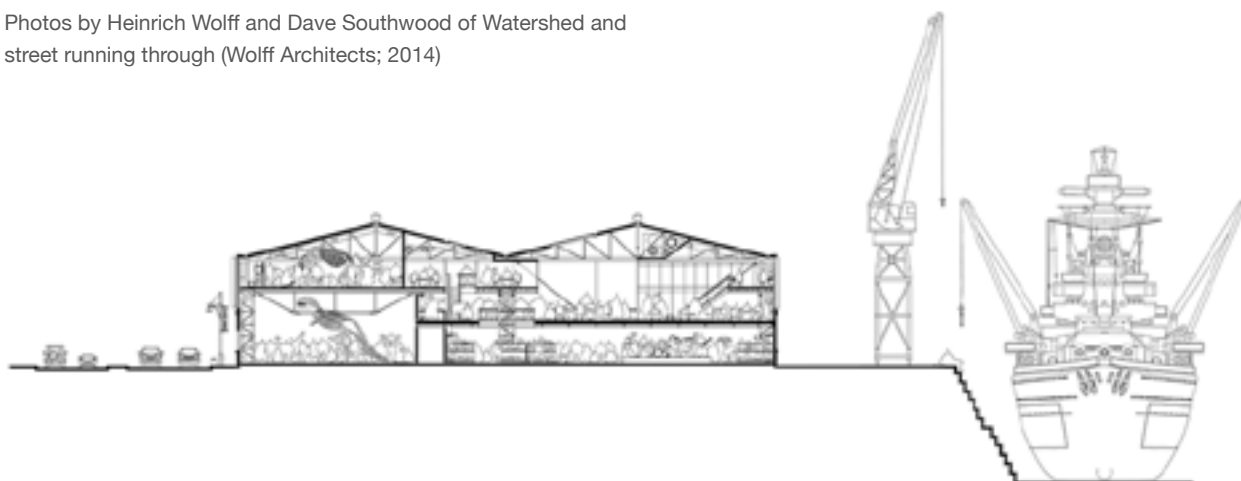 Photos by Heinrich Wolff and Dave Southwood of Watershed and
street running through (Wolff Architects; 2014)